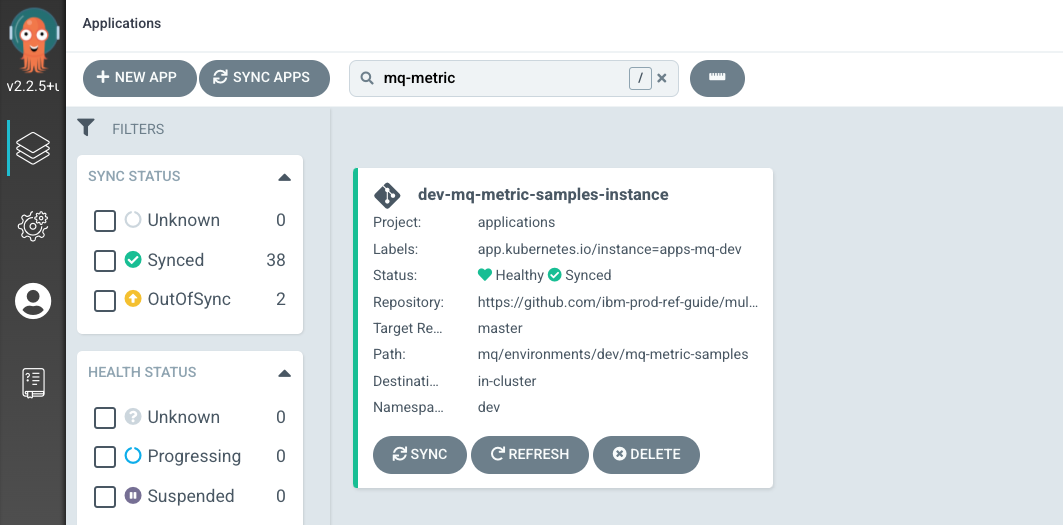 Applications
v2.2.5+u
NEW APP
SYNC APPS
mq-metric
/
FILTERS
SYNC STATUS
Unknown 0
Synced 38
OutOfSync 2
HEALTH STATUS
Unknown 0
Progressing 0
Suspended 0
dev-mq-metric-samples-instance
Project: applications
Labels: app.kubernetes.io/instance=apps-mq-dev
Status: Healthy Synced
Repository: https://github.com/ibm-prod-ref-guide/mul...
Target Re... master
Path: mq/environments/dev/mq-metric-samples
Destinati... in-cluster
Namespa... dev
SYNC
REFRESH
DELETE